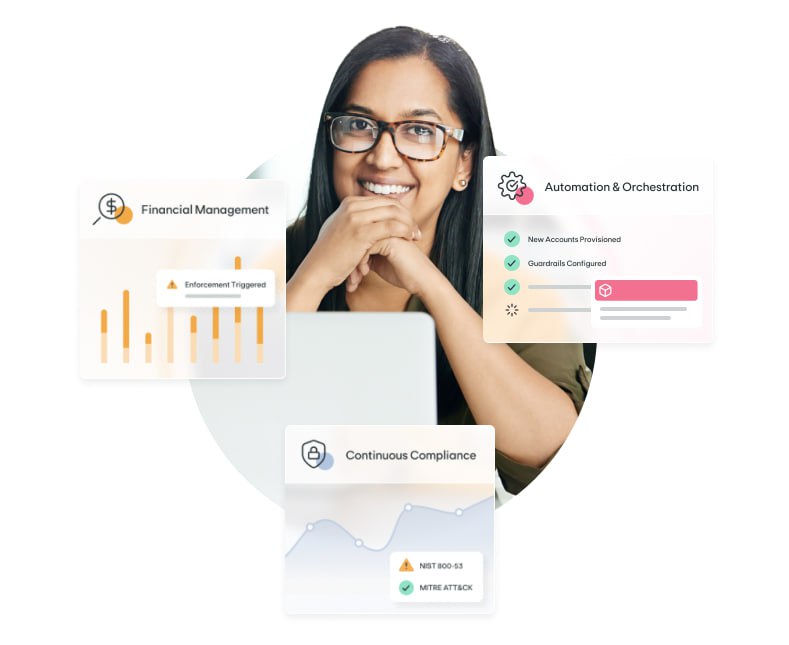 Financial Management
Enforcement Triggered
Automation & Orchestration
New Accounts Provisioned
Guardrails Configured
Continuous Compliance
NIST 800-53
MITRE ATT&CK